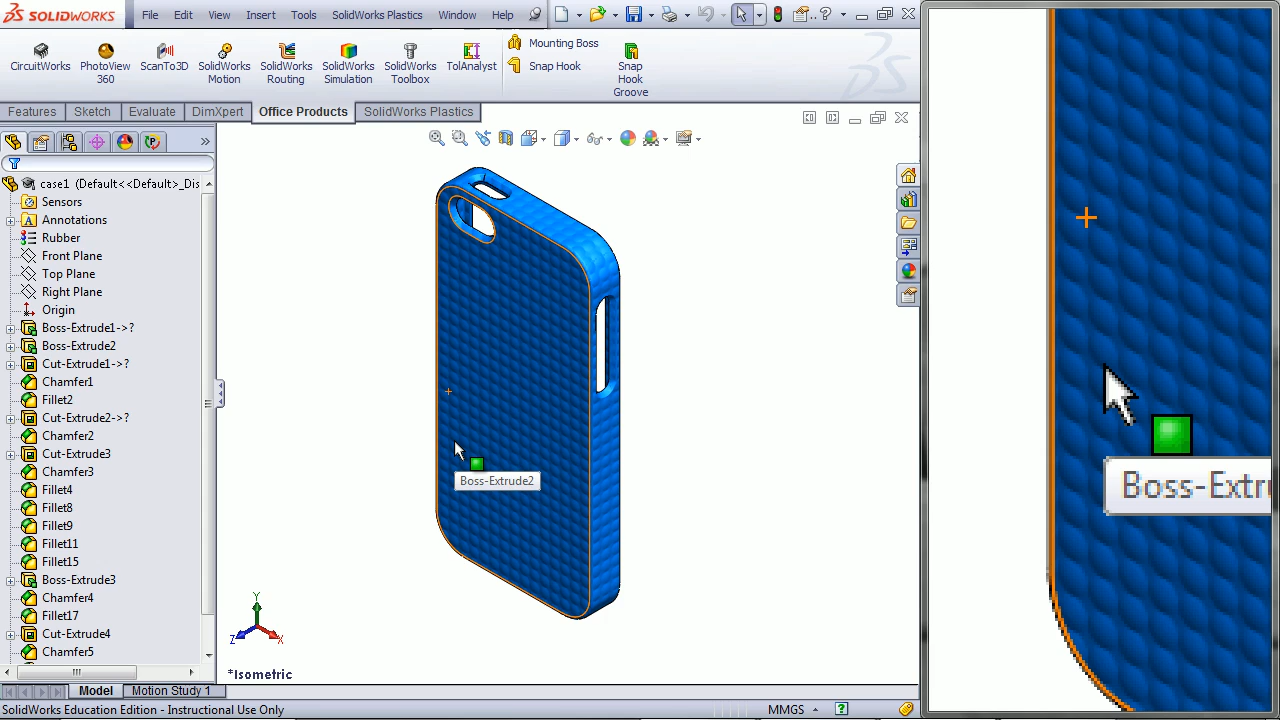 SOLIDWORKS File Edit View Insert Tools SolidWorks Plastics Window Help
CircuitWorks
PhotoView
360
ScanTo3D
SolidWorks
Motion
SolidWorks
Routing
SolidWorks
Simulation
SolidWorks
Toolbox
TolAnalyst
Mounting Boss
Snap Hook
Snap
Hook
Groove
Features Sketch Evaluate DimXpert Office Products SolidWorks Plastics
case1 (Default<<Default>_Dis
Sensors
Annotations
Rubber
Front Plane
Top Plane
Right Plane
Origin
Boss-Extrude1->?
Boss-Extrude2
Cut-Extrude1->?
Chamfer1
Fillet2
Cut-Extrude2->?
Chamfer2
Cut-Extrude3
Chamfer3
Fillet4
Fillet8
Fillet9
Fillet11
Fillet15
Boss-Extrude3
Chamfer4
Fillet17
Cut-Extrude4
Chamfer5
Boss-Extrude2
Boss-Extru
Y
Z
X
*Isometric
Model Motion Study 1
SolidWorks Education Edition - Instructional Use Only
MMGS